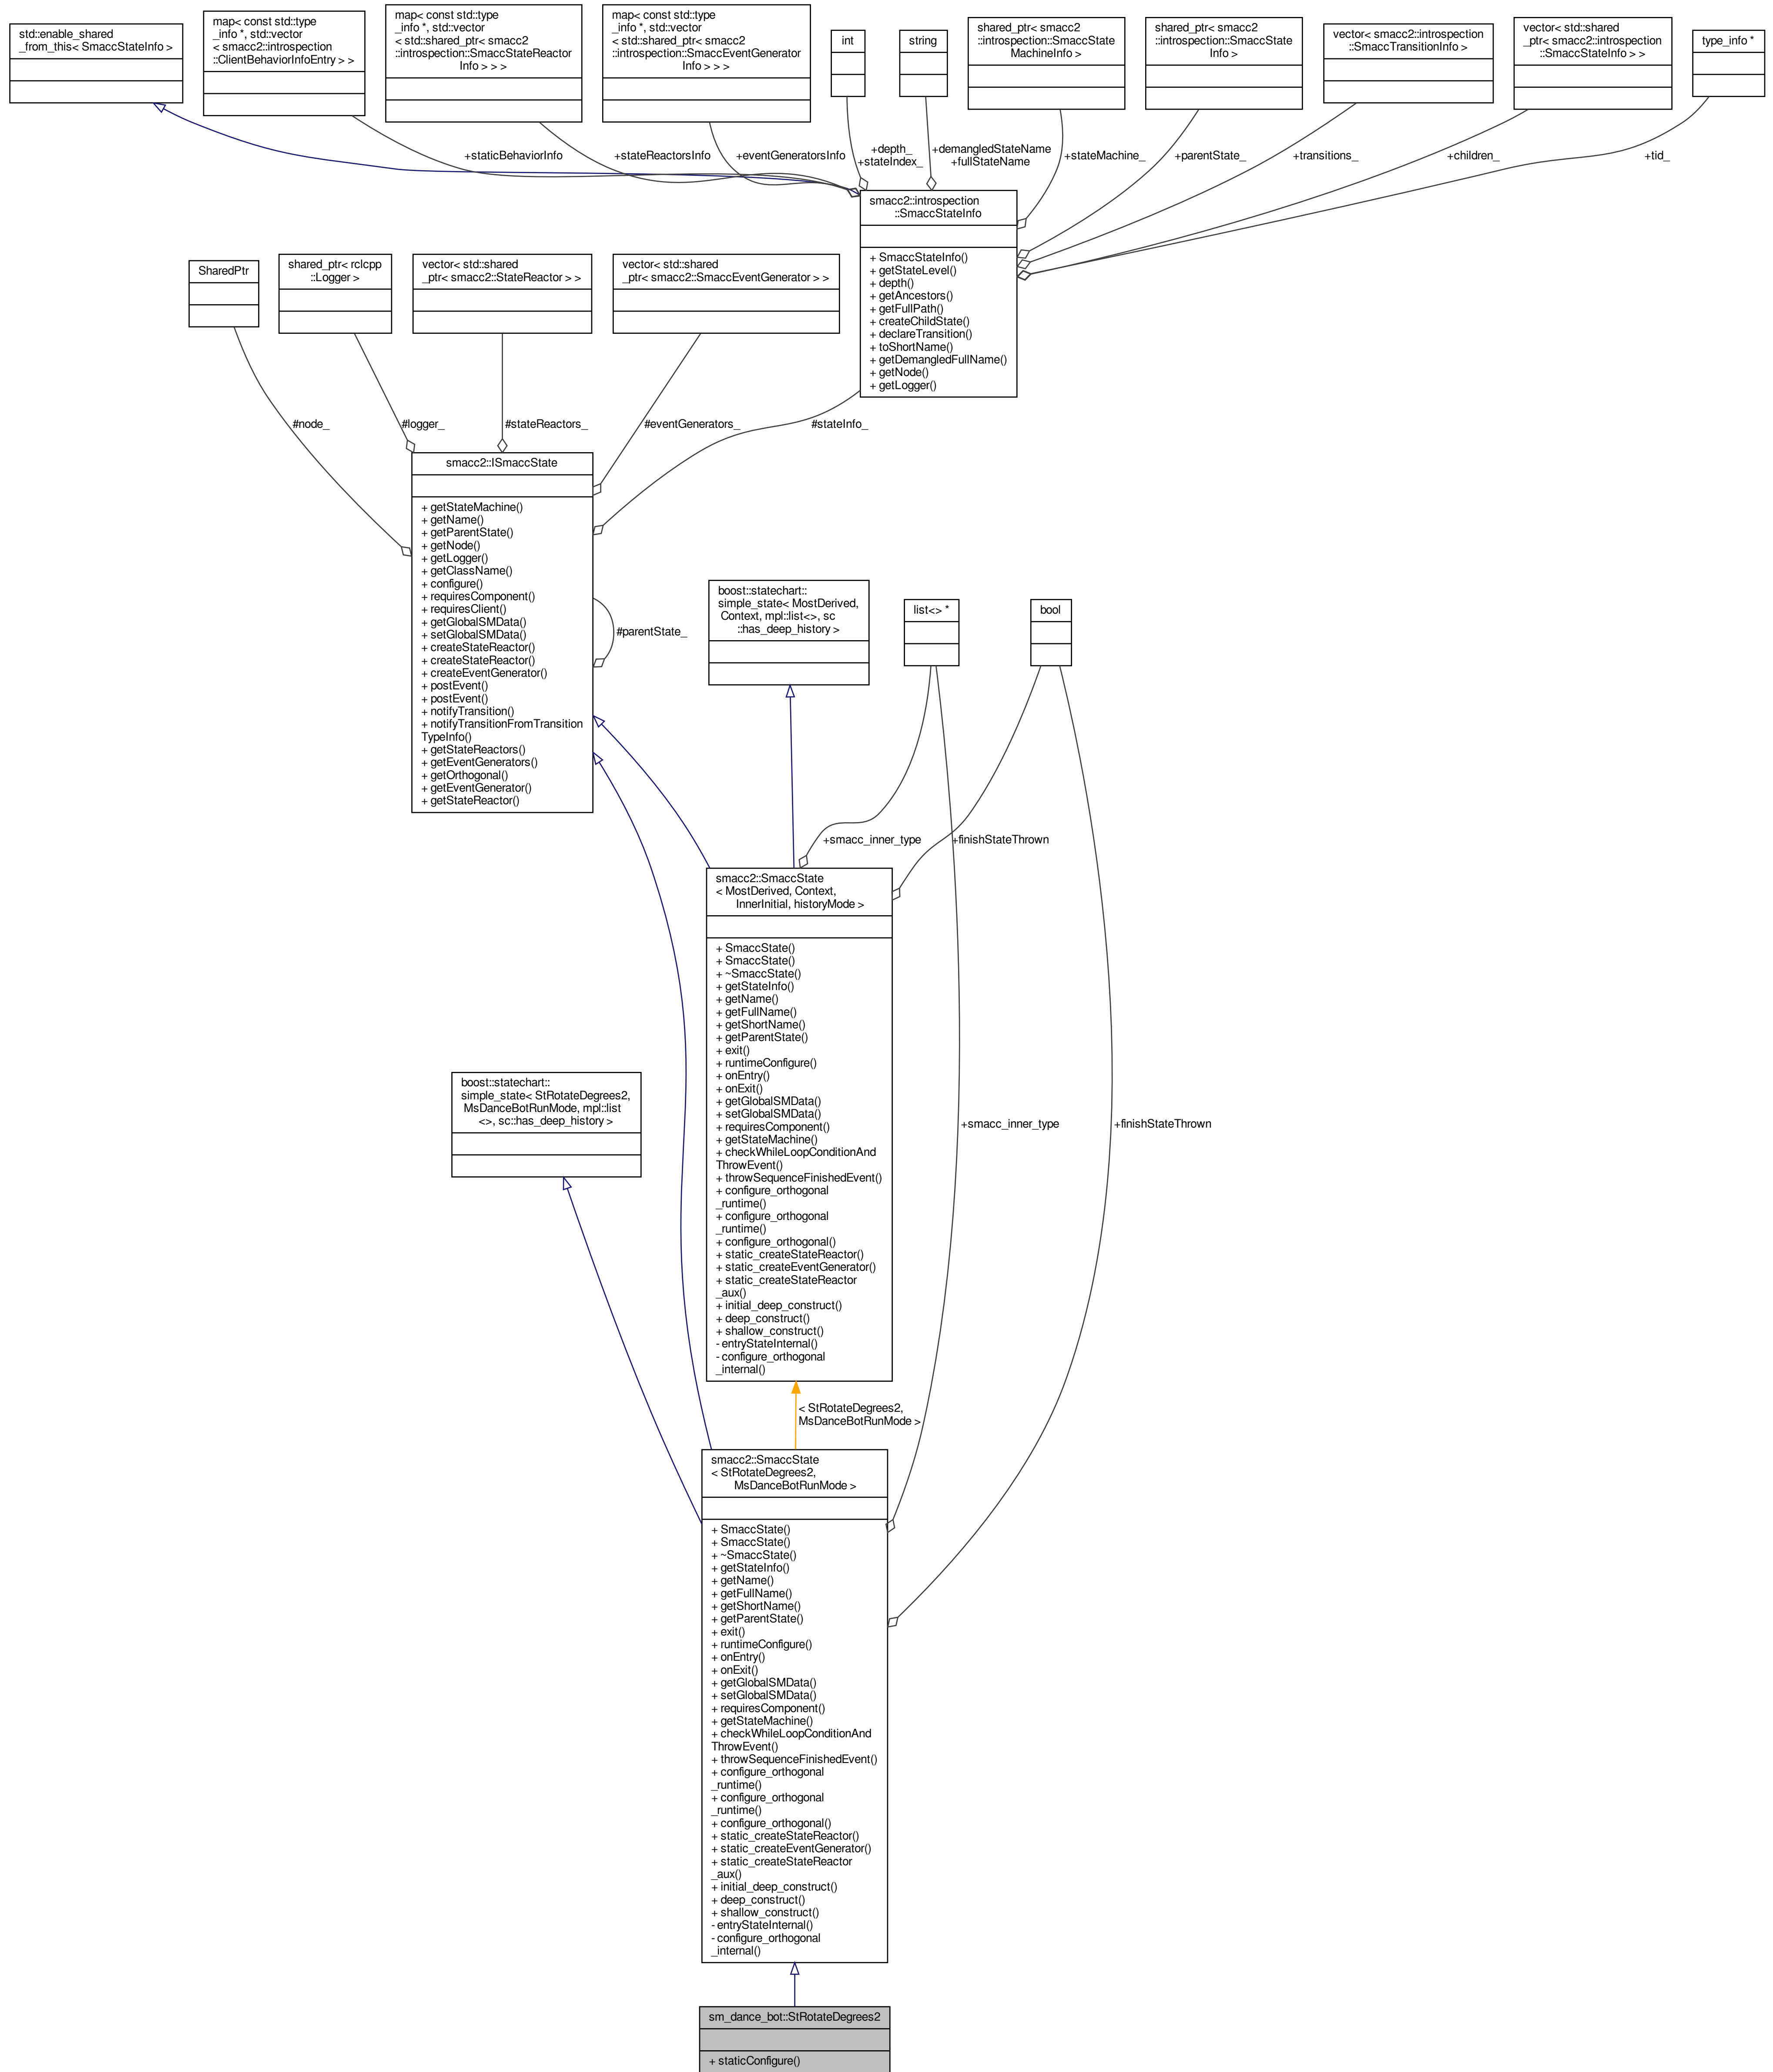 std::enable_shared
_from_this< SmaccStateInfo >
map< const std::type
_info *, std::vector
< smacc2::introspection
::ClientBehaviorInfoEntry > >
map< const std::type
_info *, std::vector
< std::shared_ptr< smacc2
::introspection::SmaccStateReactor
Info > > >
map< const std::type
_info *, std::vector
< std::shared_ptr< smacc2
::introspection::SmaccEventGenerator
Info > > >
int
string
shared_ptr< smacc2
::introspection::SmaccState
MachineInfo >
shared_ptr< smacc2
::introspection::SmaccState
Info >
vector< smacc2::introspection
::SmaccTransitionInfo >
vector< std::shared
_ptr< smacc2::introspection
::SmaccStateInfo > >
type_info *
+staticBehaviorInfo
+stateReactorsInfo
+eventGeneratorsInfo
+depth_
+stateIndex_
+demangledStateName
+fullStateName
+stateMachine_
+parentState_
+transitions_
+children_
+tid_
smacc2::introspection
::SmaccStateInfo
+ SmaccStateInfo()
+ getStateLevel()
+ depth()
+ getAncestors()
+ getFullPath()
+ createChildState()
+ declareTransition()
+ toShortName()
+ getDemangledFullName()
+ getNode()
+ getLogger()
SharedPtr
shared_ptr< rclcpp
::Logger >
vector< std::shared
_ptr< smacc2::StateReactor > >
vector< std::shared
_ptr< smacc2::SmaccEventGenerator > >
#node_
#logger_
#stateReactors_
#eventGenerators_
#stateInfo_
smacc2::ISmaccState
+ getStateMachine()
+ getName()
+ getParentState()
+ getNode()
+ getLogger()
+ getClassName()
+ configure()
+ requiresComponent()
+ requiresClient()
+ getGlobalSMData()
+ setGlobalSMData()
+ createStateReactor()
+ createStateReactor()
+ createEventGenerator()
+ postEvent()
+ postEvent()
+ notifyTransition()
+ notifyTransitionFromTransition
TypeInfo()
+ getStateReactors()
+ getEventGenerators()
+ getOrthogonal()
+ getEventGenerator()
+ getStateReactor()
#parentState_
boost::statechart::
simple_state< MostDerived,
Context, mpl::list<>, sc
::has_deep_history >
list<> *
bool
+smacc_inner_type
+finishStateThrown
smacc2::SmaccState
< MostDerived, Context,
InnerInitial, historyMode >
+ SmaccState()
+ SmaccState()
+ ~SmaccState()
+ getStateInfo()
+ getName()
+ getFullName()
+ getShortName()
+ getParentState()
+ exit()
+ runtimeConfigure()
+ onEntry()
+ onExit()
+ getGlobalSMData()
+ setGlobalSMData()
+ requiresComponent()
+ getStateMachine()
+ checkWhileLoopConditionAnd
ThrowEvent()
+ throwSequenceFinishedEvent()
+ configure_orthogonal
_runtime()
+ configure_orthogonal
_runtime()
+ configure_orthogonal()
+ static_createStateReactor()
+ static_createEventGenerator()
+ static_createStateReactor
_aux()
+ initial_deep_construct()
+ deep_construct()
+ shallow_construct()
- entryStateInternal()
- configure_orthogonal
_internal()
boost::statechart::
simple_state< StRotateDegrees2,
MsDanceBotRunMode, mpl::list
<>, sc::has_deep_history >
+smacc_inner_type
+finishStateThrown
< StRotateDegrees2,
MsDanceBotRunMode >
smacc2::SmaccState
< StRotateDegrees2,
MsDanceBotRunMode >
+ SmaccState()
+ SmaccState()
+ ~SmaccState()
+ getStateInfo()
+ getName()
+ getFullName()
+ getShortName()
+ getParentState()
+ exit()
+ runtimeConfigure()
+ onEntry()
+ onExit()
+ getGlobalSMData()
+ setGlobalSMData()
+ requiresComponent()
+ getStateMachine()
+ checkWhileLoopConditionAnd
ThrowEvent()
+ throwSequenceFinishedEvent()
+ configure_orthogonal
_runtime()
+ configure_orthogonal
_runtime()
+ configure_orthogonal()
+ static_createStateReactor()
+ static_createEventGenerator()
+ static_createStateReactor
_aux()
+ initial_deep_construct()
+ deep_construct()
+ shallow_construct()
- entryStateInternal()
- configure_orthogonal
_internal()
sm_dance_bot::StRotateDegrees2
+ staticConfigure()